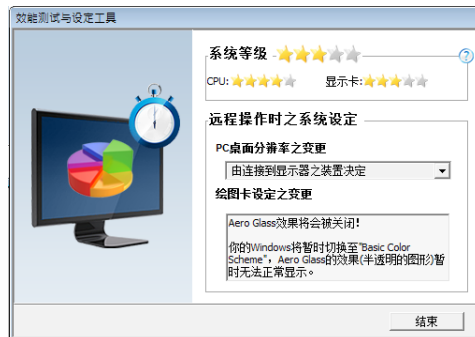 效能测试与设定工具
系统等级
CPU:
显示卡:
远程操作时之系统设定
PC桌面分辨率之变更
由连接到显示器之装置决定
绘图卡设定之变更
Aero Glass效果将会被关闭!
你的Windows将暂时切换至"Basic Color
Scheme"，Aero Glass的效果(半透明的图形)暂
时无法正常显示。
结束